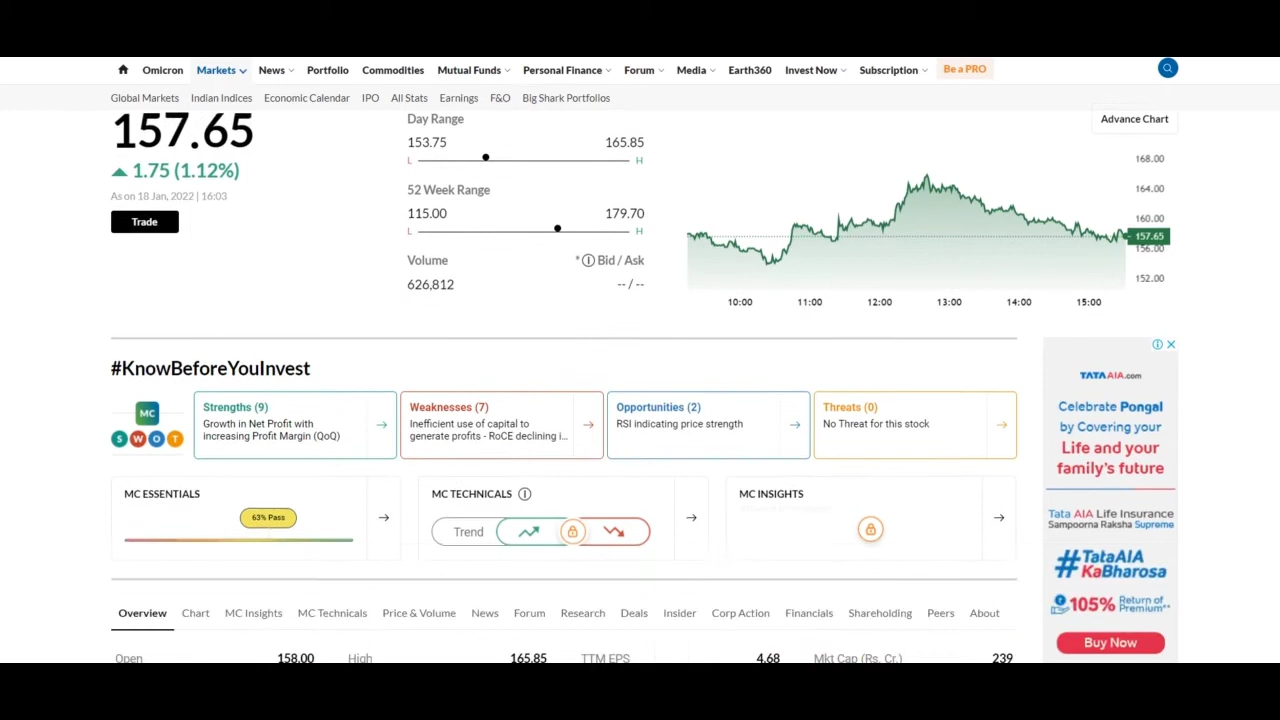 Omicron Markets News Portfolio Commodities Mutual Funds Personal Finance Forum Media Earth360 Invest Now Subscription Be a PRO
Global Markets Indian Indices Economic Calendar IPO All Stats Earnings F&O Big Shark Portfolios
157.65
1.75 (1.12%)
As on 18 Jan, 2022 | 16:03
Trade
Day Range
153.75 165.85
L H
52 Week Range
115.00 179.70
L H
Volume *ⓘ Bid / Ask
626,812 -- / --
Advance Chart
168.00
164.00
160.00
157.65
156.00
152.00
10:00 11:00 12:00 13:00 14:00 15:00
#KnowBeforeYouInvest
MC
S W O T
Strengths (9)
Growth in Net Profit with
increasing Profit Margin (QoQ)
Weaknesses (7)
Inefficient use of capital to
generate profits - RoCE declining i...
Opportunities (2)
RSI indicating price strength
Threats (0)
No Threat for this stock
MC ESSENTIALS
63% Pass
MC TECHNICALS
Trend
MC INSIGHTS
Overview Chart MC Insights MC Technicals Price & Volume News Forum Research Deals Insider Corp Action Financials Shareholding Peers About
Open 158.00 High 165.85 TTM EPS 4.68 Mkt Cap (Rs. Cr.) 239
TATA AIA.com
Celebrate Pongal
by Covering your
Life and your
family's future
Tata AIA Life Insurance
Sampoorna Raksha Supreme
#TataAIA
KaBharosa
105% Return of
Premium**
Buy Now